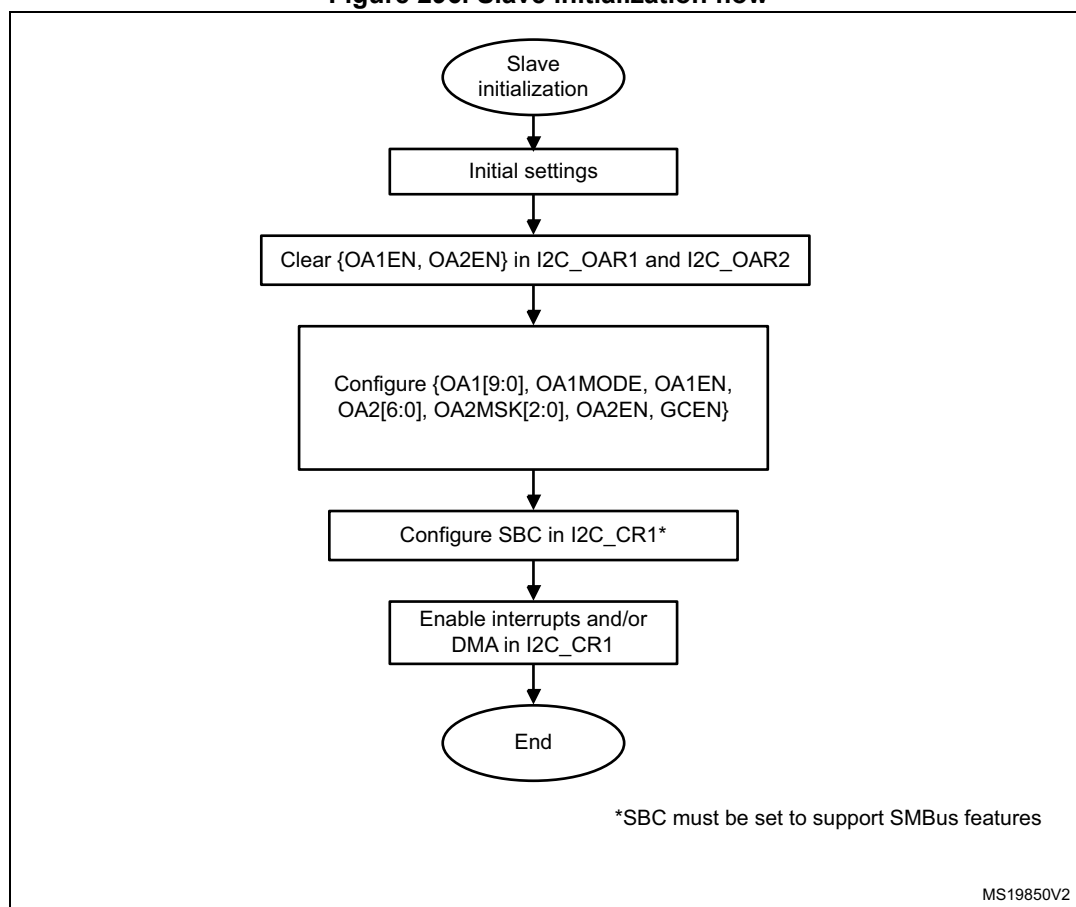 Slave
initialization
Initial settings
Clear {OA1EN, OA2EN} in I2C_OAR1 and I2C_OAR2
Configure {OA1[9:0], OA1MODE, OA1EN,
OA2[6:0], OA2MSK[2:0], OA2EN, GCEN}
Configure SBC in I2C_CR1*
Enable interrupts and/or
DMA in I2C_CR1
End
*SBC must be set to support SMBus features
MS19850V2